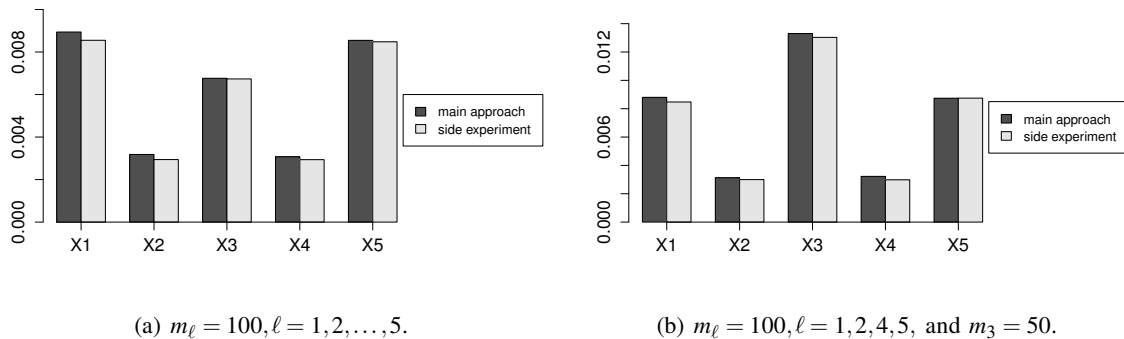 0.008
0.004
0.000
X1 X2 X3 X4 X5
main approach
side experiment
(a) mℓ = 100, ℓ = 1,2,...,5.
0.012
0.006
0.000
X1 X2 X3 X4 X5
main approach
side experiment
(b) mℓ = 100, ℓ = 1,2,4,5, and m3 = 50.